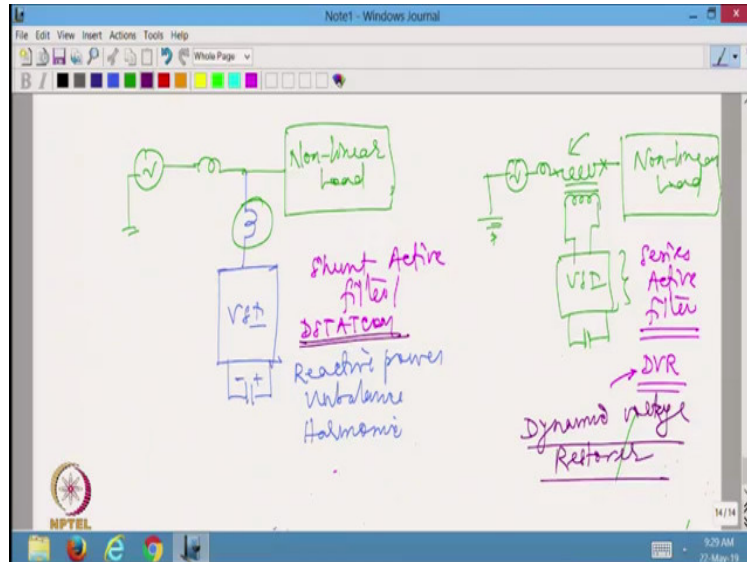 Note1 - Windows Journal
File Edit View Insert Actions Tools Help
Whole Page
B I
Non-linear
Load
VSI
- +
Shunt Active
filter/
DSTATCOM
Reactive power
Unbalance
Harmonic
Non-linear
Load
VSI
Series
Active
Filter
DVR
Dynamic voltage
Restorer
NPTEL
14/14
9:29 AM
22-May-19